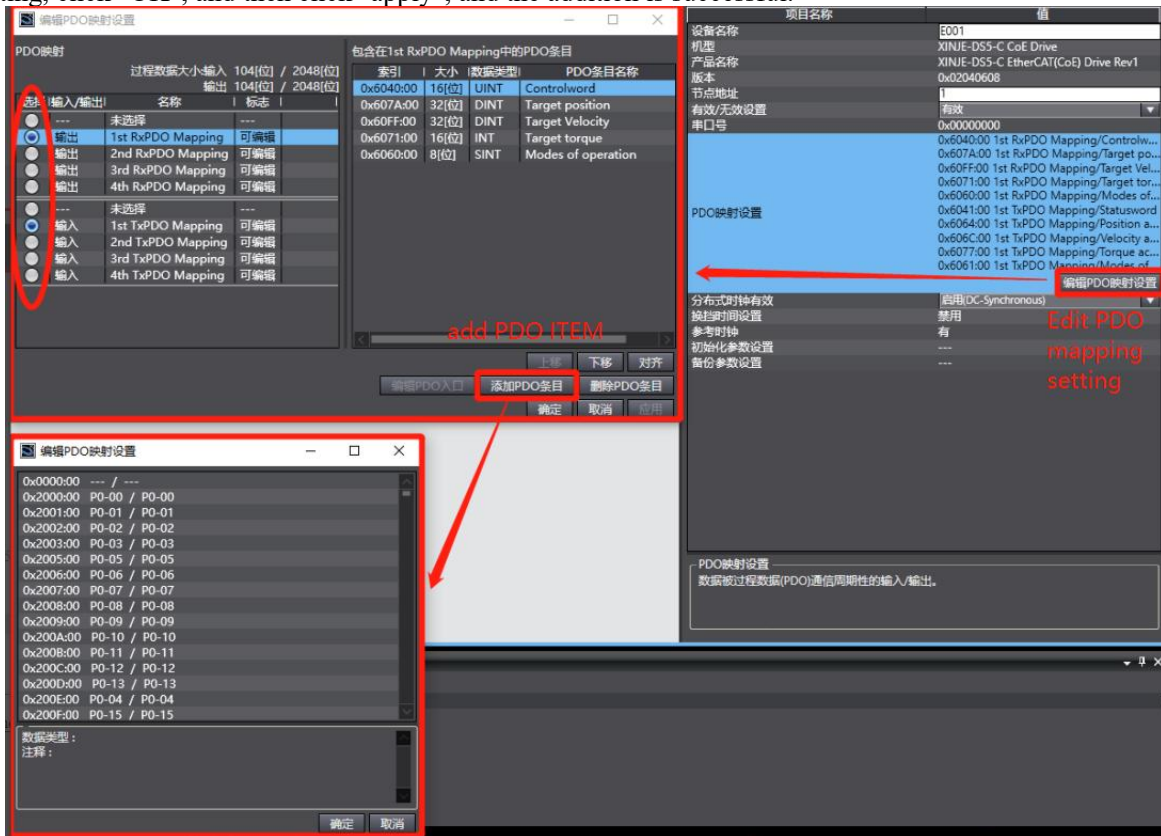 编辑PDO映射设置
PDO映射
过程数据大小:输入 104[位] / 2048[位]
输出 104[位] / 2048[位]
选择 输入/输出 名称 标志
--- 未选择 ---
输出 1st RxPDO Mapping 可编辑
输出 2nd RxPDO Mapping 可编辑
输出 3rd RxPDO Mapping 可编辑
输出 4th RxPDO Mapping 可编辑
--- 未选择 ---
输入 1st TxPDO Mapping 可编辑
输入 2nd TxPDO Mapping 可编辑
输入 3rd TxPDO Mapping 可编辑
输入 4th TxPDO Mapping 可编辑
包含在1st RxPDO Mapping中的PDO条目
索引 大小 数据类型 PDO条目名称
0x6040:00 16[位] UINT Controlword
0x607A:00 32[位] DINT Target position
0x60FF:00 32[位] DINT Target Velocity
0x6071:00 16[位] INT Target torque
0x6060:00 8[位] SINT Modes of operation
add PDO ITEM
上移 下移 对齐
编辑PDO入口 添加PDO条目 删除PDO条目
确定 取消 应用
项目名称 值
设备名称 E001
机型 XINJE-DS5-C CoE Drive
产品名称 XINJE-DS5-C EtherCAT(CoE) Drive Rev1
版本 0x02040608
节点地址 1
有效/无效设置 有效
串口号 0x00000000
PDO映射设置
0x6040:00 1st RxPDO Mapping/Controlw...
0x607A:00 1st RxPDO Mapping/Target po...
0x60FF:00 1st RxPDO Mapping/Target Vel...
0x6071:00 1st RxPDO Mapping/Target tor...
0x6060:00 1st RxPDO Mapping/Modes of...
0x6041:00 1st TxPDO Mapping/Statusword
0x6064:00 1st TxPDO Mapping/Position a...
0x606C:00 1st TxPDO Mapping/Velocity a...
0x6077:00 1st TxPDO Mapping/Torque ac...
0x6061:00 1st TxPDO Mapping/Modes of
编辑PDO映射设置
分布式时钟有效 启用(DC-Synchronous)
换挡时间设置 禁用
参考时钟 有
初始化参数设置 ---
备份参数设置 ---
Edit PDO
mapping
setting
PDO映射设置
数据被过程数据(PDO)通信周期性的输入/输出。
编辑PDO映射设置
0x0000:00 --- / ---
0x2000:00 P0-00 / P0-00
0x2001:00 P0-01 / P0-01
0x2002:00 P0-02 / P0-02
0x2003:00 P0-03 / P0-03
0x2005:00 P0-05 / P0-05
0x2006:00 P0-06 / P0-06
0x2007:00 P0-07 / P0-07
0x2008:00 P0-08 / P0-08
0x2009:00 P0-09 / P0-09
0x200A:00 P0-10 / P0-10
0x200B:00 P0-11 / P0-11
0x200C:00 P0-12 / P0-12
0x200D:00 P0-13 / P0-13
0x200E:00 P0-04 / P0-04
0x200F:00 P0-15 / P0-15
数据类型:
注释:
确定 取消